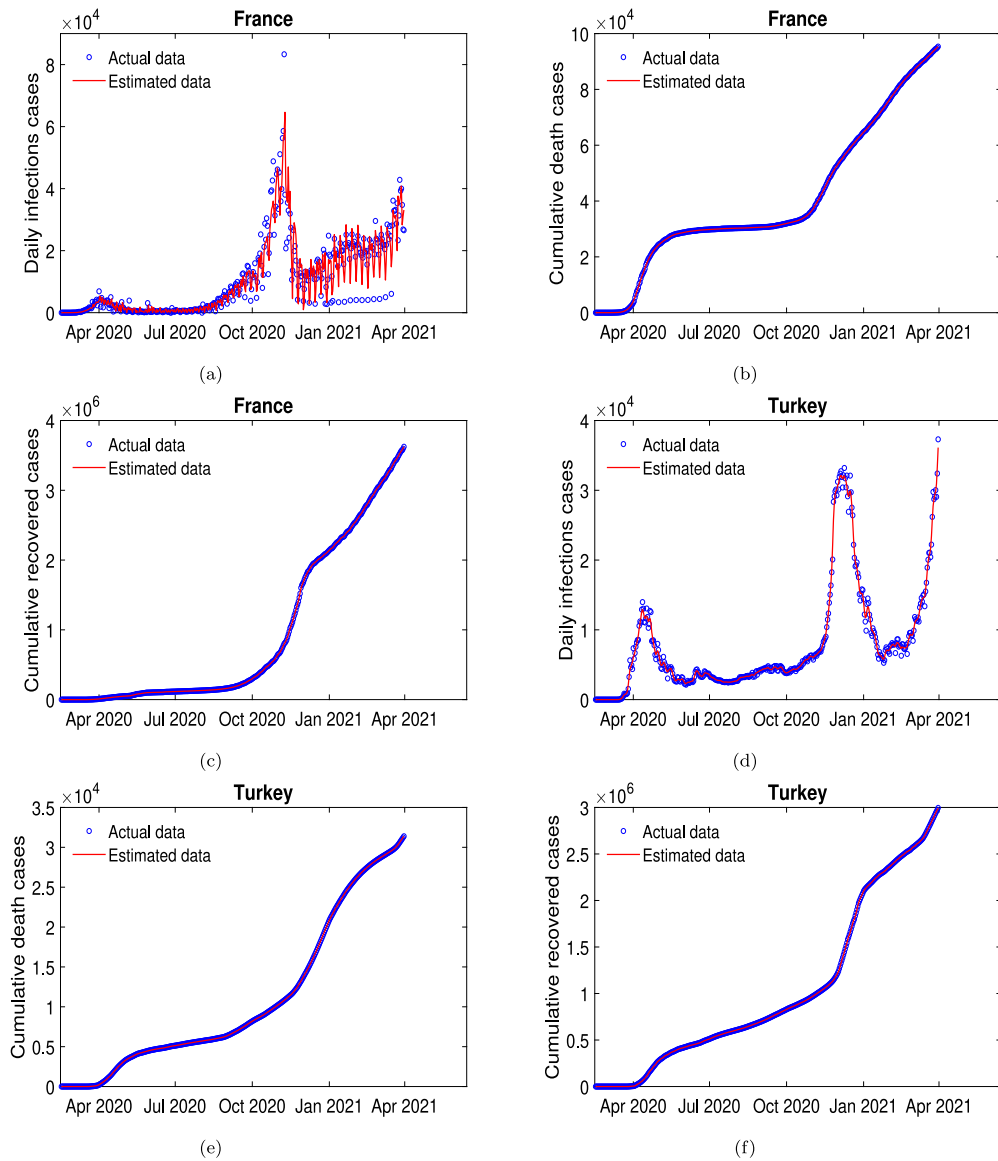 ×10⁴
France
Actual data
Estimated data
Daily infections cases
8
6
4
2
0
Apr 2020 Jul 2020 Oct 2020 Jan 2021 Apr 2021
(a)
×10⁴
France
Actual data
Estimated data
Cumulative death cases
10
8
6
4
2
0
Apr 2020 Jul 2020 Oct 2020 Jan 2021 Apr 2021
(b)
×10⁶
France
Actual data
Estimated data
Cumulative recovered cases
4
3
2
1
0
Apr 2020 Jul 2020 Oct 2020 Jan 2021 Apr 2021
(c)
×10⁴
Turkey
Actual data
Estimated data
Daily infections cases
4
3
2
1
0
Apr 2020 Jul 2020 Oct 2020 Jan 2021 Apr 2021
(d)
×10⁴
Turkey
Actual data
Estimated data
Cumulative death cases
3.5
3
2.5
2
1.5
1
0.5
0
Apr 2020 Jul 2020 Oct 2020 Jan 2021 Apr 2021
(e)
×10⁶
Turkey
Actual data
Estimated data
Cumulative recovered cases
3
2.5
2
1.5
1
0.5
0
Apr 2020 Jul 2020 Oct 2020 Jan 2021 Apr 2021
(f)